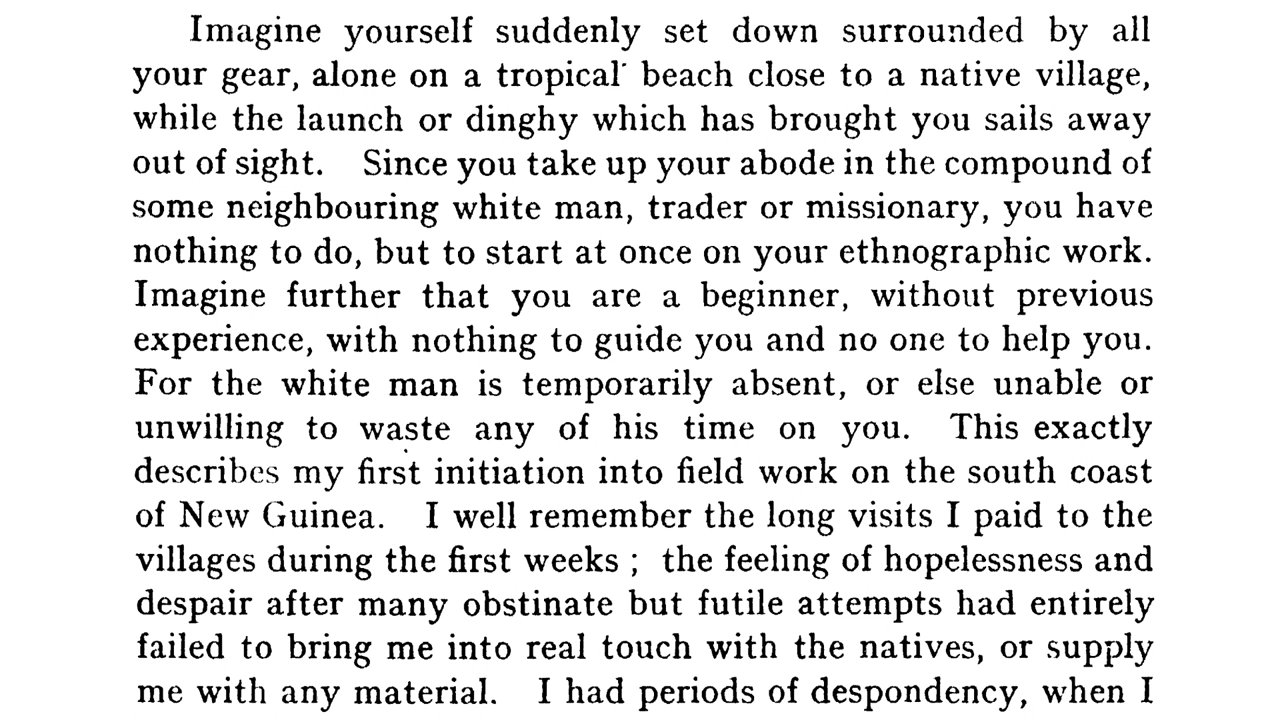 Imagine yourself suddenly set down surrounded by all
your gear, alone on a tropical beach close to a native village,
while the launch or dinghy which has brought you sails away
out of sight. Since you take up your abode in the compound of
some neighbouring white man, trader or missionary, you have
nothing to do, but to start at once on your ethnographic work.
Imagine further that you are a beginner, without previous
experience, with nothing to guide you and no one to help you.
For the white man is temporarily absent, or else unable or
unwilling to waste any of his time on you. This exactly
describes my first initiation into field work on the south coast
of New Guinea. I well remember the long visits I paid to the
villages during the first weeks ; the feeling of hopelessness and
despair after many obstinate but futile attempts had entirely
failed to bring me into real touch with the natives, or supply
me with any material. I had periods of despondency, when I